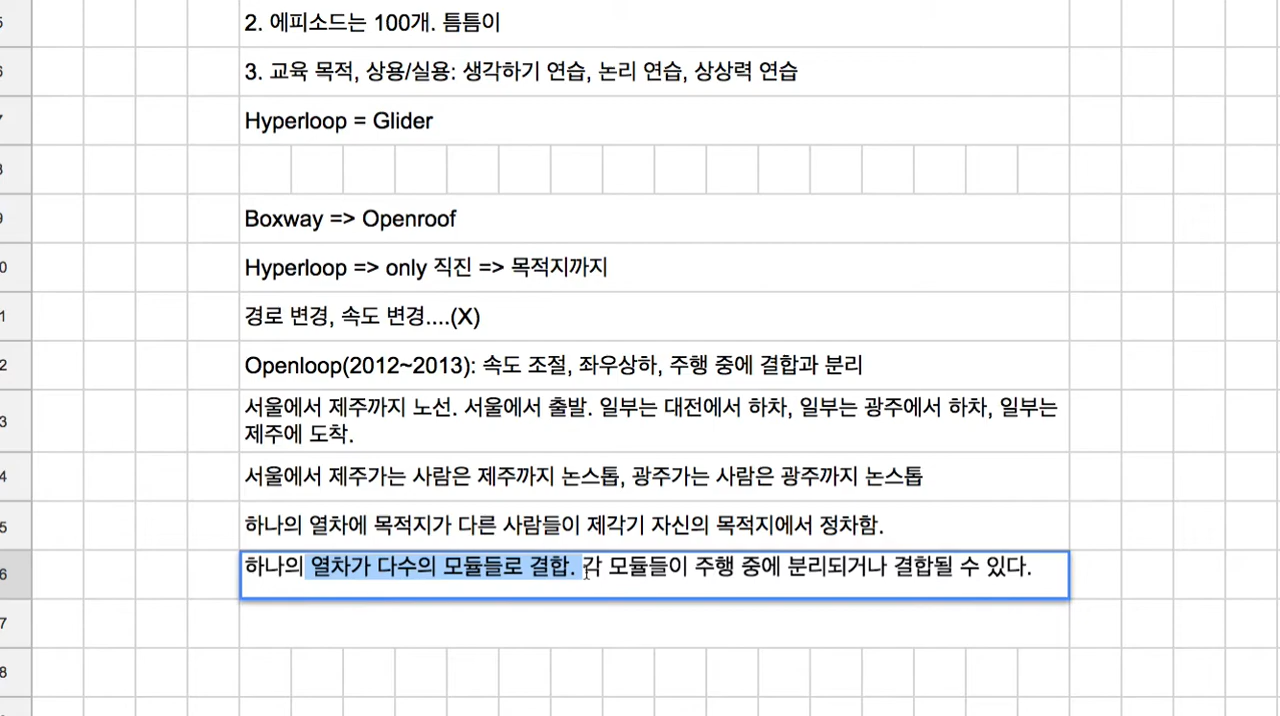 5
2. 에피소드는 100개. 틈틈이
6
3. 교육 목적, 상용/실용: 생각하기 연습, 논리 연습, 상상력 연습
Hyperloop = Glider
Boxway => Openroof
Hyperloop => only 직진 => 목적지까지
경로 변경, 속도 변경....(X)
Openloop(2012~2013): 속도 조절, 좌우상하, 주행 중에 결합과 분리
서울에서 제주까지 노선. 서울에서 출발. 일부는 대전에서 하차, 일부는 광주에서 하차, 일부는
제주에 도착.
서울에서 제주가는 사람은 제주까지 논스톱, 광주가는 사람은 광주까지 논스톱
하나의 열차에 목적지가 다른 사람들이 제각기 자신의 목적지에서 정차함.
하나의 열차가 다수의 모듈들로 결합. 각 모듈들이 주행 중에 분리되거나 결합될 수 있다.